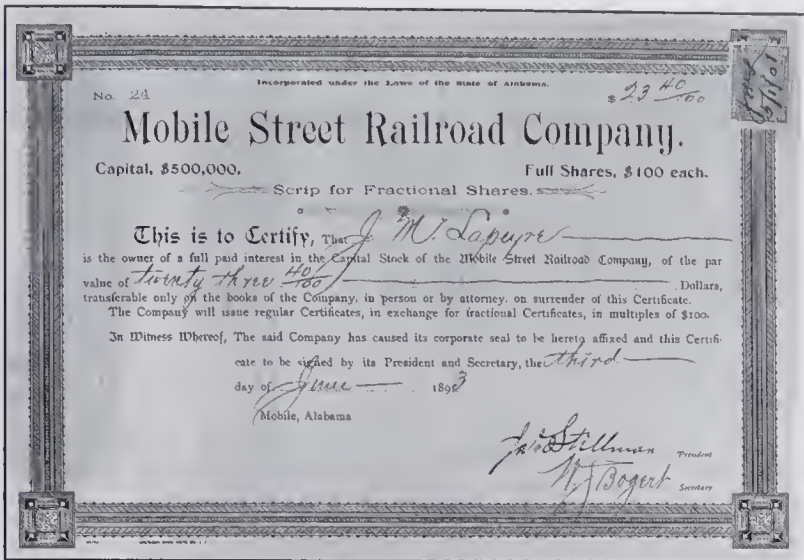 Incorporated under the Laws of the State of Alabama.
No. 24
$23 40/100
Mobile Street Railroad Company.
Capital, $500,000.
Full Shares, $100 each.
Scrip for Fractional Shares.
This is to Certify, That J. M. Lapeyre
is the owner of a full paid interest in the Capital Stock of the Mobile Street Railroad Company, of the par
value of twenty three 40/100 Dollars,
transferable only on the books of the Company, in person or by attorney, on surrender of this Certificate.
The Company will issue regular Certificates, in exchange for fractional Certificates, in multiples of $100.
In Witness Whereof, The said Company has caused its corporate seal to be hereto affixed and this Certifi-
cate to be signed by its President and Secretary, the third
day of June 1893
Mobile, Alabama
Stillman President
W J Bogert Secretary